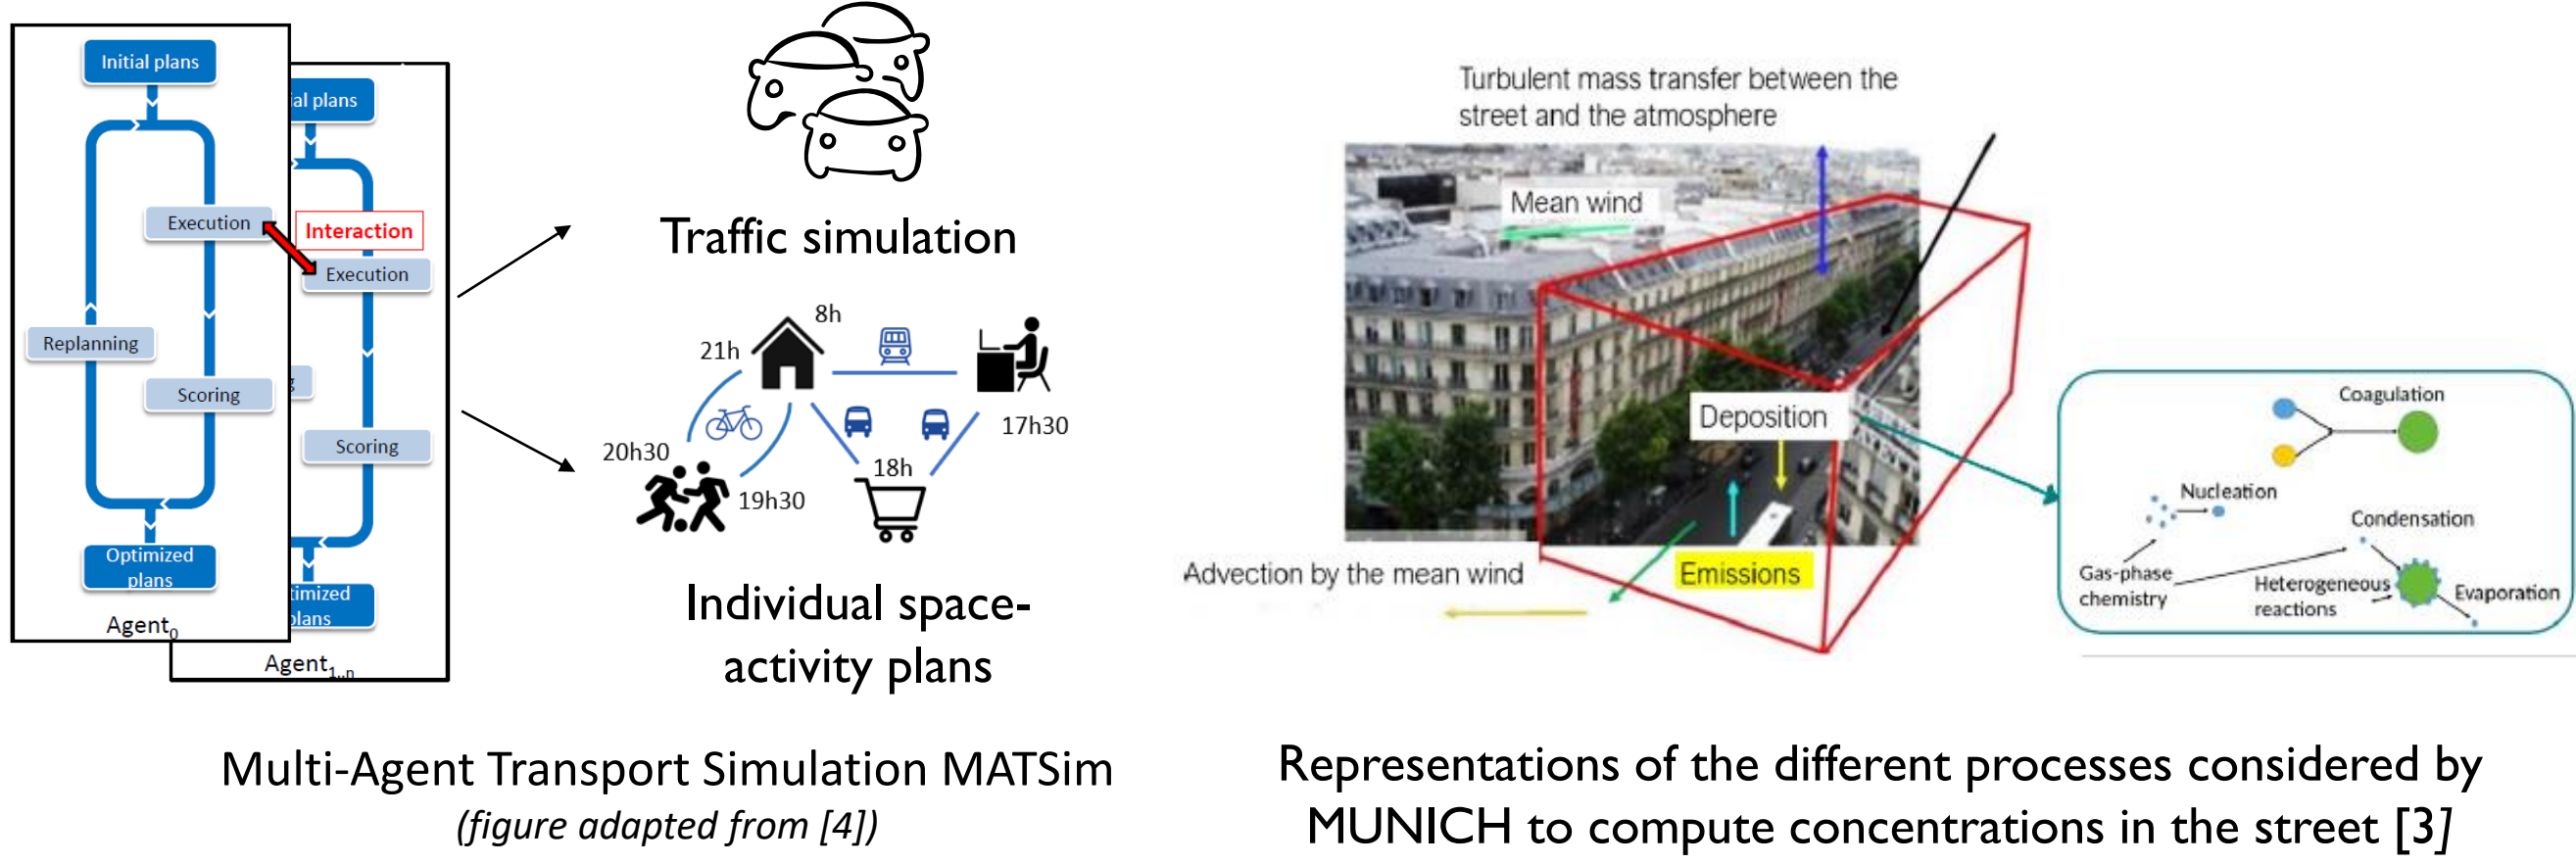 Initial plans
Execution
Replanning
Scoring
Optimized
plans
Agent0
ial plans
Interaction
Execution
g
Scoring
timized
plans
Agent1..n
Traffic simulation
8h
21h
17h30
20h30
18h
19h30
Individual space-
activity plans
Multi-Agent Transport Simulation MATSim
(figure adapted from [4])
Turbulent mass transfer between the
street and the atmosphere
Mean wind
Deposition
Emissions
Advection by the mean wind
Coagulation
Nucleation
Condensation
Gas-phase
chemistry
Heterogeneous
reactions
Evaporation
Representations of the different processes considered by
MUNICH to compute concentrations in the street [3]